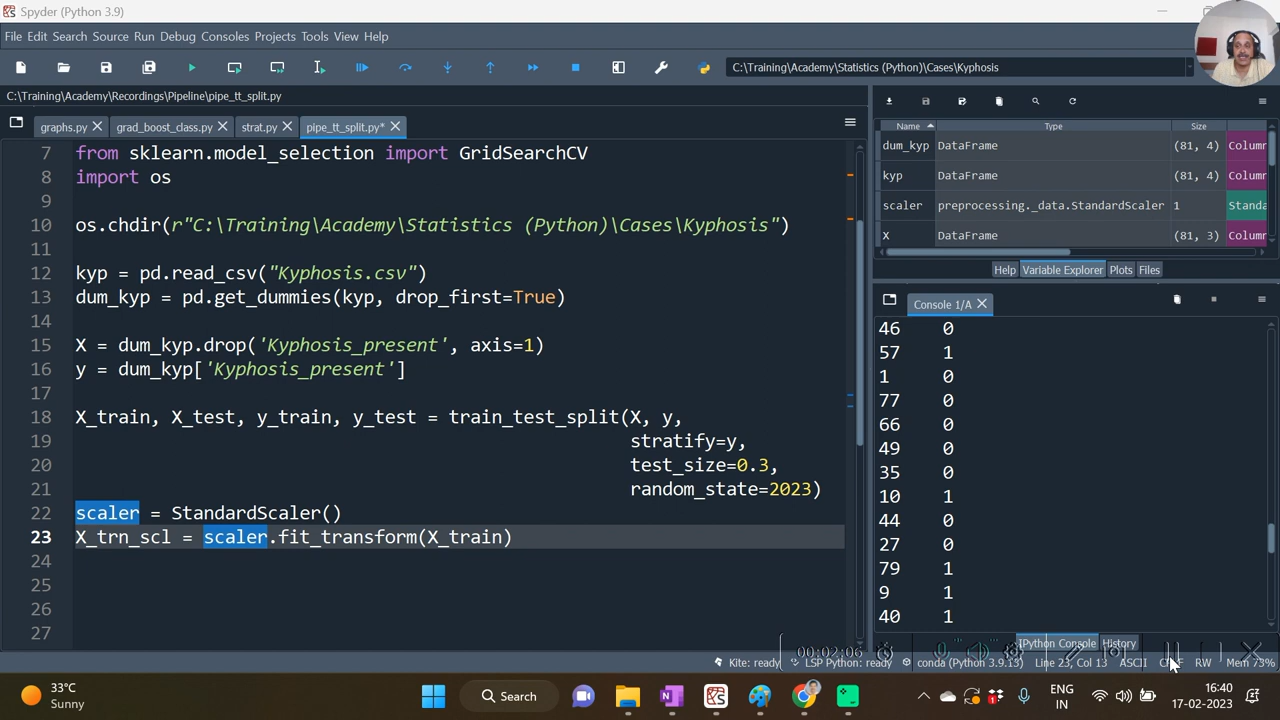 Spyder (Python 3.9)
File Edit Search Source Run Debug Consoles Projects Tools View Help
C:\Training\Academy\Statistics (Python)\Cases\Kyphosis
C:\Training\Academy\Recordings\Pipeline\pipe_tt_split.py
graphs.py grad_boost_class.py strat.py pipe_tt_split.py*
7 from sklearn.model_selection import GridSearchCV
8 import os
9
10 os.chdir(r"C:\Training\Academy\Statistics (Python)\Cases\Kyphosis")
11
12 kyp = pd.read_csv("Kyphosis.csv")
13 dum_kyp = pd.get_dummies(kyp, drop_first=True)
14
15 X = dum_kyp.drop('Kyphosis_present', axis=1)
16 y = dum_kyp['Kyphosis_present']
17
18 X_train, X_test, y_train, y_test = train_test_split(X, y,
19 stratify=y,
20 test_size=0.3,
21 random_state=2023)
22 scaler = StandardScaler()
23 X_trn_scl = scaler.fit_transform(X_train)
24
25
26
27
Name Type Size
dum_kyp DataFrame (81, 4) Column
kyp DataFrame (81, 4) Column
scaler preprocessing._data.StandardScaler 1 Standa
X DataFrame (81, 3) Column
Help Variable Explorer Plots Files
Console 1/A
46 0
57 1
1 0
77 0
66 0
49 0
35 0
10 1
44 0
27 0
79 1
9 1
40 1
IPython Console History
00:02:06
Kite: ready LSP Python: ready conda (Python 3.9.13) Line 23, Col 13 ASCII RW Mem 73%
33°C
Sunny
Search
ENG
IN
16:40
17-02-2023